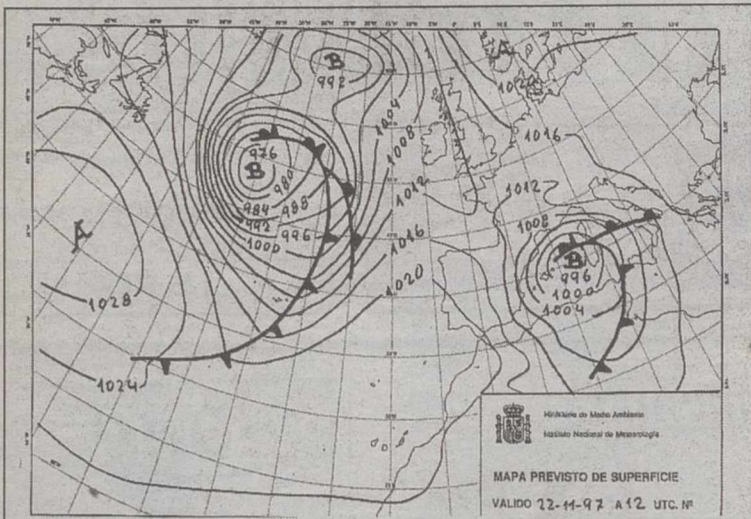 A
B
992
1020
1004
1016
1008
976
B
980
1012
1012
984
988
1008
A
992
996
1016
B
1000
996
1020
1000
1028
1004
1024
Ministerio de Medio Ambiente
Instituto Nacional de Meteorología
MAPA PREVISTO DE SUPERFICIE
VALIDO 22-11-97 A 12 UTC. Nº